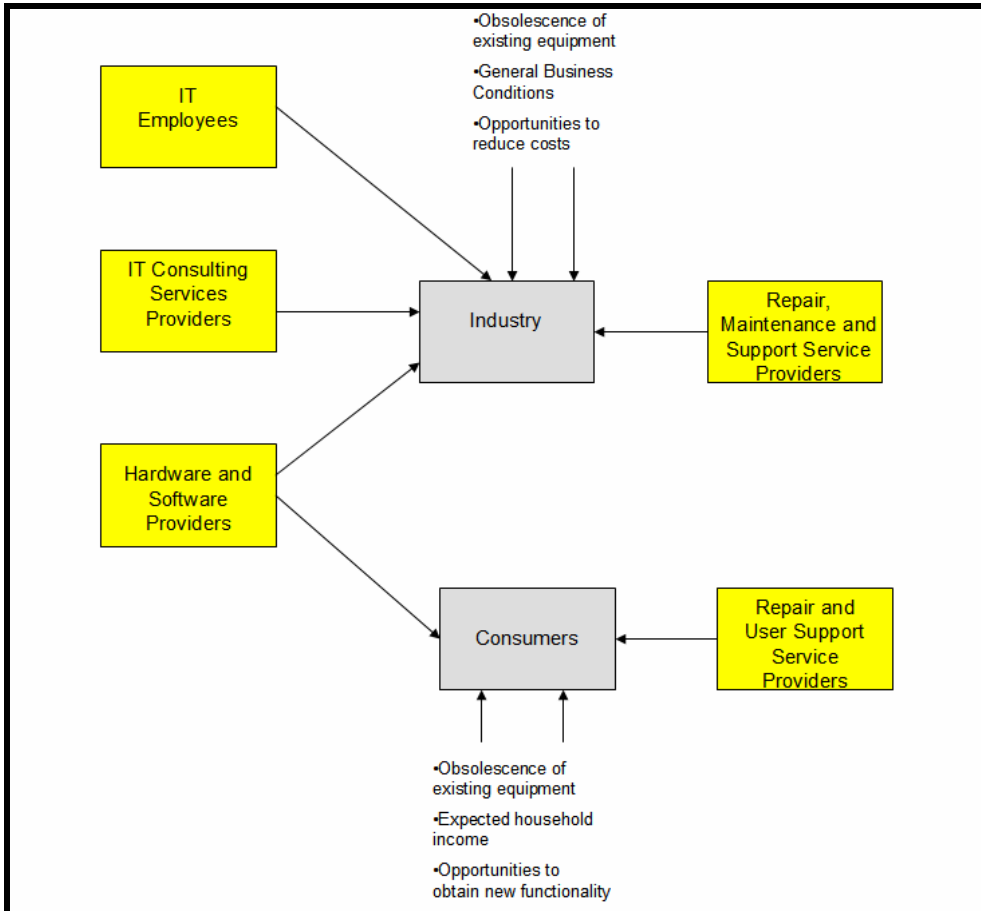 •Obsolescence of
existing equipment
•General Business
Conditions
•Opportunities to
reduce costs
IT
Employees
IT Consulting
Services
Providers
Industry
Repair,
Maintenance and
Support Service
Providers
Hardware and
Software
Providers
Consumers
Repair and
User Support
Service
Providers
•Obsolescence of
existing equipment
•Expected household
income
•Opportunities to
obtain new functionality